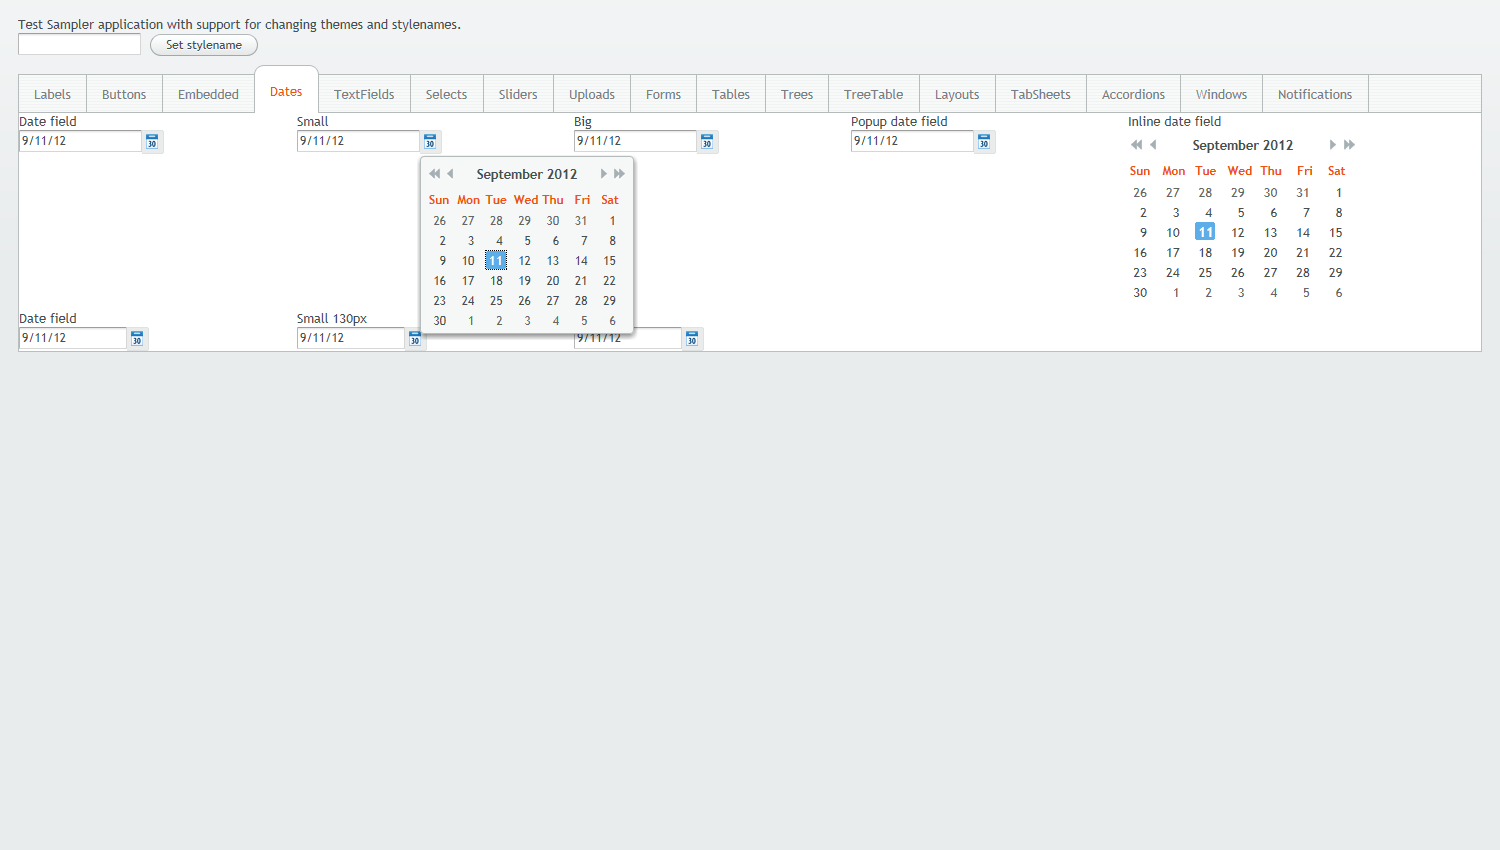 Test Sampler application with support for changing themes and stylenames.
Set stylename
Labels Buttons Embedded Dates TextFields Selects Sliders Uploads Forms Tables Trees TreeTable Layouts TabSheets Accordions Windows Notifications
Date field Small Big Popup date field Inline date field
9/11/12 30 9/11/12 30 9/11/12 30 9/11/12 30
September 2012
Sun Mon Tue Wed Thu Fri Sat
26 27 28 29 30 31 1
2 3 4 5 6 7 8
9 10 11 12 13 14 15
16 17 18 19 20 21 22
23 24 25 26 27 28 29
30 1 2 3 4 5 6
September 2012
Sun Mon Tue Wed Thu Fri Sat
26 27 28 29 30 31 1
2 3 4 5 6 7 8
9 10 11 12 13 14 15
16 17 18 19 20 21 22
23 24 25 26 27 28 29
30 1 2 3 4 5 6
Date field Small 130px
9/11/12 30 9/11/12 30 9/11/12 30